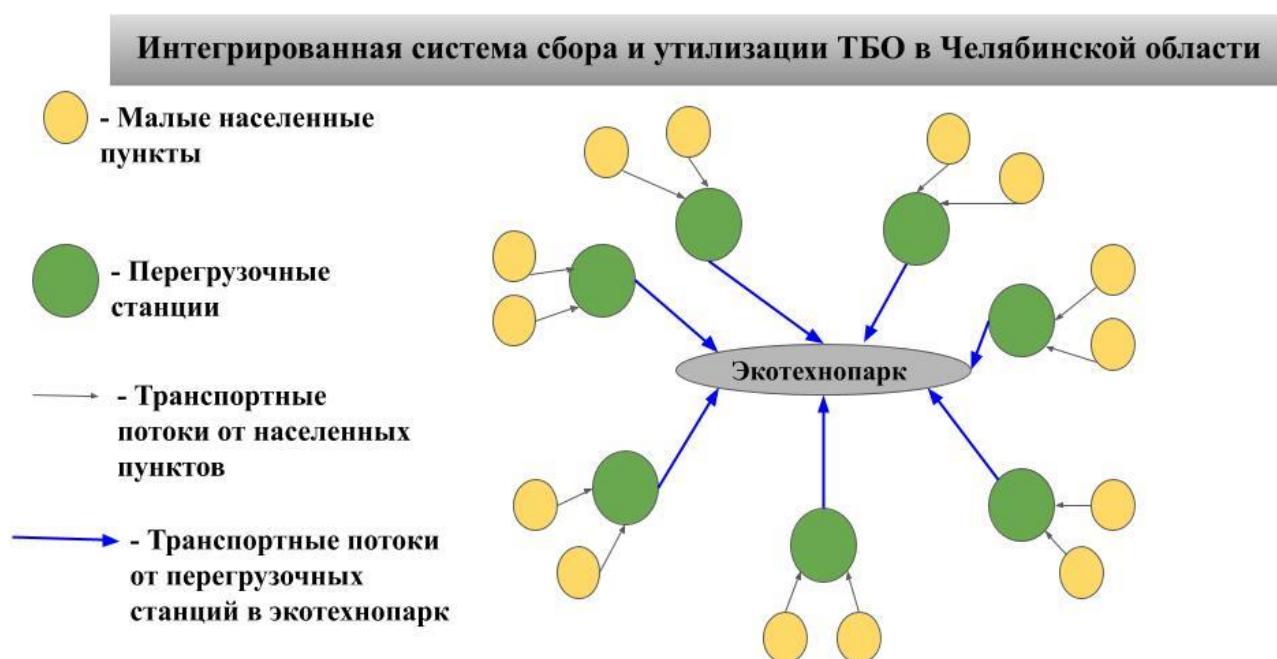 Интегрированная система сбора и утилизации ТБО в Челябинской области
- Малые населенные
пункты
- Перегрузочные
станции
- Транспортные
потоки от населенных
пунктов
- Транспортные потоки
от перегрузочных
станций в экотехнопарк
Экотехнопарк